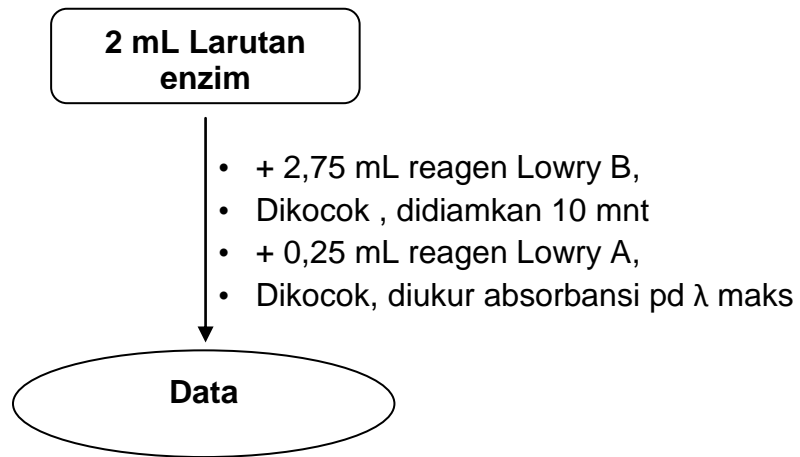 2 mL Larutan
enzim
• + 2,75 mL reagen Lowry B,
• Dikocok , didiamkan 10 mnt
• + 0,25 mL reagen Lowry A,
• Dikocok, diukur absorbansi pd λ maks
Data